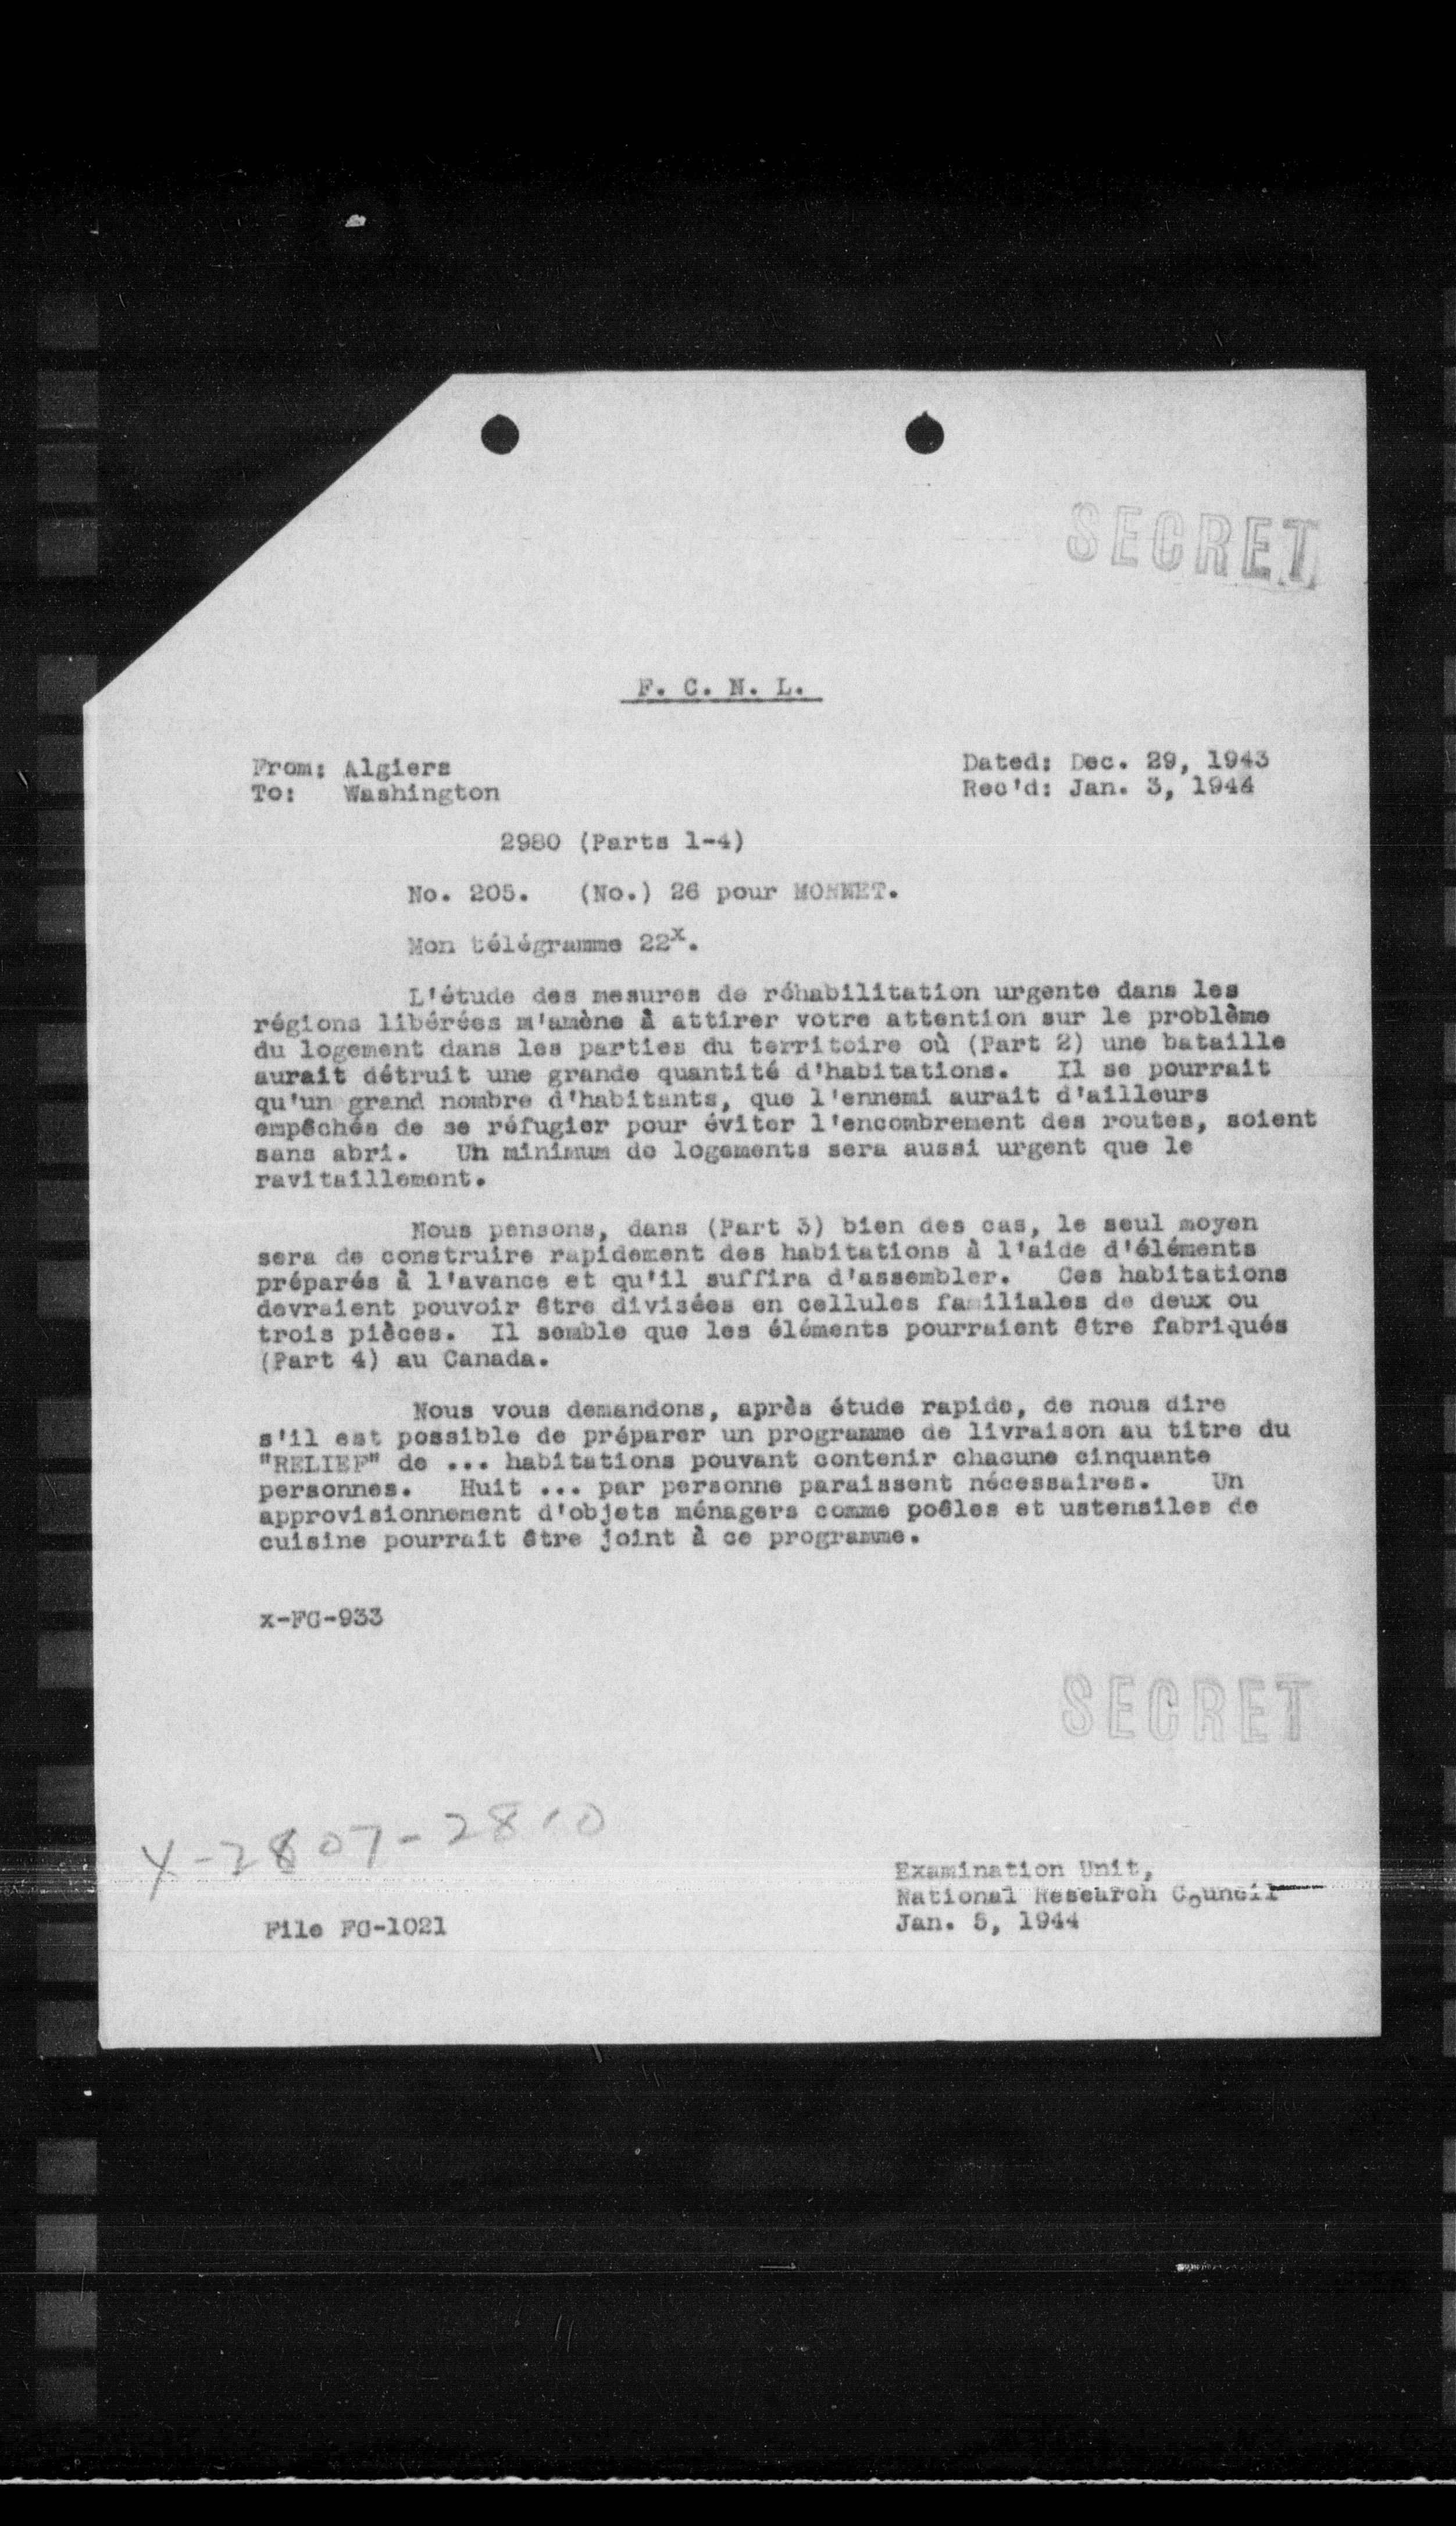 SECRET
F. C. N. L.
From: Algiers
To: Washington
Dated: Dec. 29, 1943
Rec'd: Jan. 3, 1944
2980 (Parts 1-4)
No. 205. (No.) 26 pour MONNET.
Mon télégramme 22x.
L'étude des mesures de réhabilitation urgente dans les
régions libérées m'amène à attirer votre attention sur le problème
du logement dans les parties du territoire où (Part 2) une bataille
aurait détruit une grande quantité d'habitations. Il se pourrait
qu'un grand nombre d'habitants, que l'ennemi aurait d'ailleurs
empêchés de se réfugier pour éviter l'encombrement des routes, soient
sans abri. Un minimum de logements sera aussi urgent que le
ravitaillement.
Nous pensons, dans (Part 3) bien des cas, le seul moyen
sera de construire rapidement des habitations à l'aide d'éléments
préparés à l'avance et qu'il suffira d'assembler. Ces habitations
devraient pouvoir être divisées en cellules familiales de deux ou
trois pièces. Il semble que les éléments pourraient être fabriqués
(Part 4) au Canada.
Nous vous demandons, après étude rapide, de nous dire
s'il est possible de préparer un programme de livraison au titre du
"RELIEF" de ... habitations pouvant contenir chacune cinquante
personnes. Huit ... par personne paraissent nécessaires. Un
approvisionnement d'objets ménagers comme poêles et ustensiles de
cuisine pourrait être joint à ce programme.
x-FG-933
SECRET
X-2807-2810
Examination Unit,
National Research Council
Jan. 5, 1944
File FG-1021